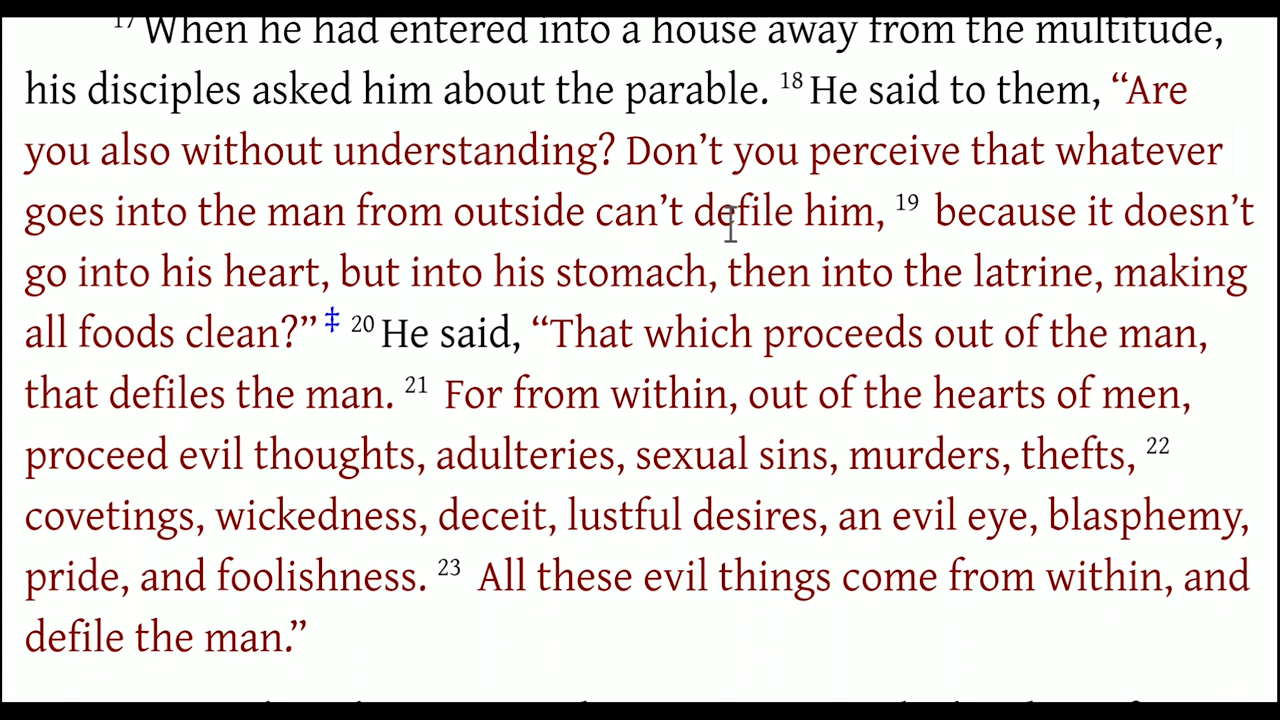 17 When he had entered into a house away from the multitude,
his disciples asked him about the parable. 18 He said to them, “Are
you also without understanding? Don’t you perceive that whatever
goes into the man from outside can’t defile him, 19 because it doesn’t
go into his heart, but into his stomach, then into the latrine, making
all foods clean?” ‡ 20 He said, “That which proceeds out of the man,
that defiles the man. 21 For from within, out of the hearts of men,
proceed evil thoughts, adulteries, sexual sins, murders, thefts, 22
covetings, wickedness, deceit, lustful desires, an evil eye, blasphemy,
pride, and foolishness. 23 All these evil things come from within, and
defile the man.”